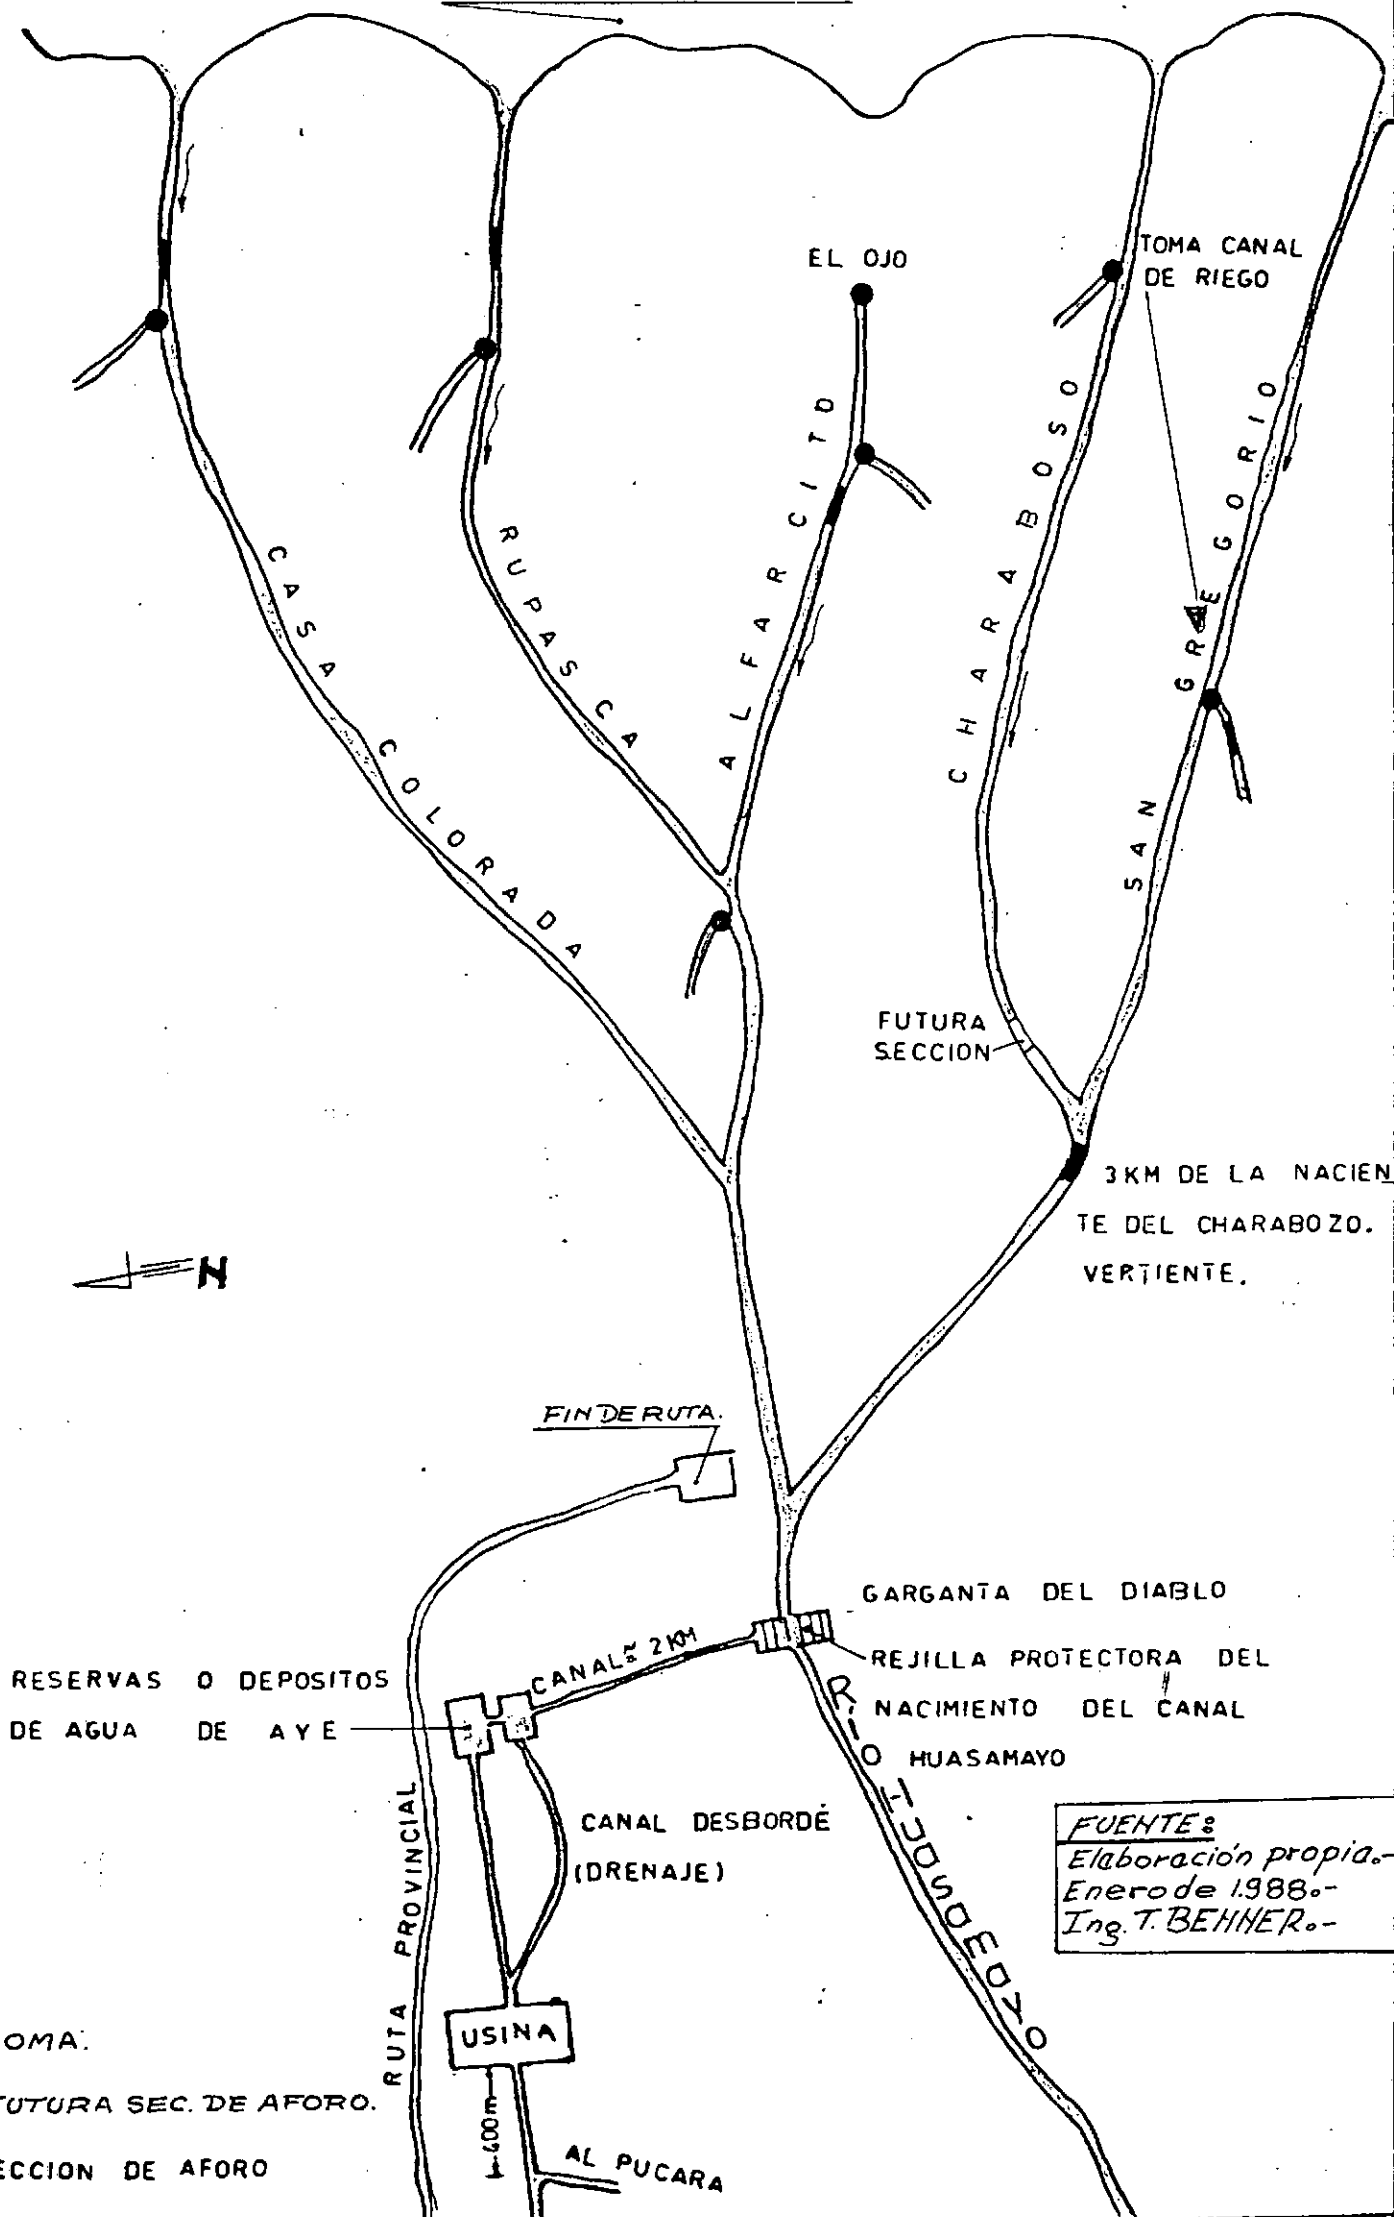 EL OJO
TOMA CANAL
DE RIEGO
CASA COLORADA
RUPASCA
ALFARCITO
CHARABOSO
SAN GREGORIO
FUTURA
SECCION
3 KM DE LA NACIEN
TE DEL CHARABOZO.
VERTIENTE.
N
FIN DE RUTA.
GARGANTA DEL DIABLO
REJILLA PROTECTORA DEL
NACIMIENTO DEL CANAL
HUASAMAYO
CANAL ≈ 2 KM
RESERVAS O DEPOSITOS
DE AGUA DE AYE
RIO HUASAMAYO
CANAL DESBORDE
(DRENAJE)
RUTA PROVINCIAL
FUENTE:
Elaboración propia.-
Enero de 1.988.-
Ing. T. BEHNER.-
USINA
OMA.
FUTURA SEC. DE AFORO.
ECCION DE AFORO
400m
AL PUCARA